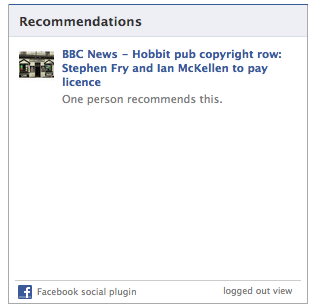 Recommendations
BBC News - Hobbit pub copyright row:
Stephen Fry and Ian McKellen to pay
licence
One person recommends this.
Facebook social plugin
logged out view